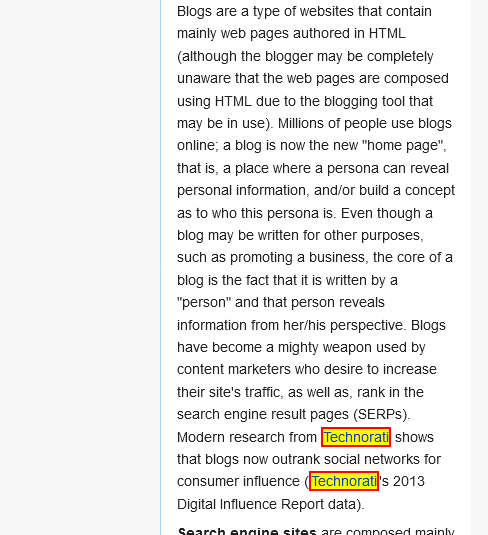 Blogs are a type of websites that contain
mainly web pages authored in HTML
(although the blogger may be completely
unaware that the web pages are composed
using HTML due to the blogging tool that
may be in use). Millions of people use blogs
online; a blog is now the new "home page",
that is, a place where a persona can reveal
personal information, and/or build a concept
as to who this persona is. Even though a
blog may be written for other purposes,
such as promoting a business, the core of a
blog is the fact that it is written by a
"person" and that person reveals
information from her/his perspective. Blogs
have become a mighty weapon used by
content marketers who desire to increase
their site's traffic, as well as, rank in the
search engine result pages (SERPs).
Modern research from Technorati shows
that blogs now outrank social networks for
consumer influence (Technorati's 2013
Digital Influence Report data).
Search engine sites are composed mainly